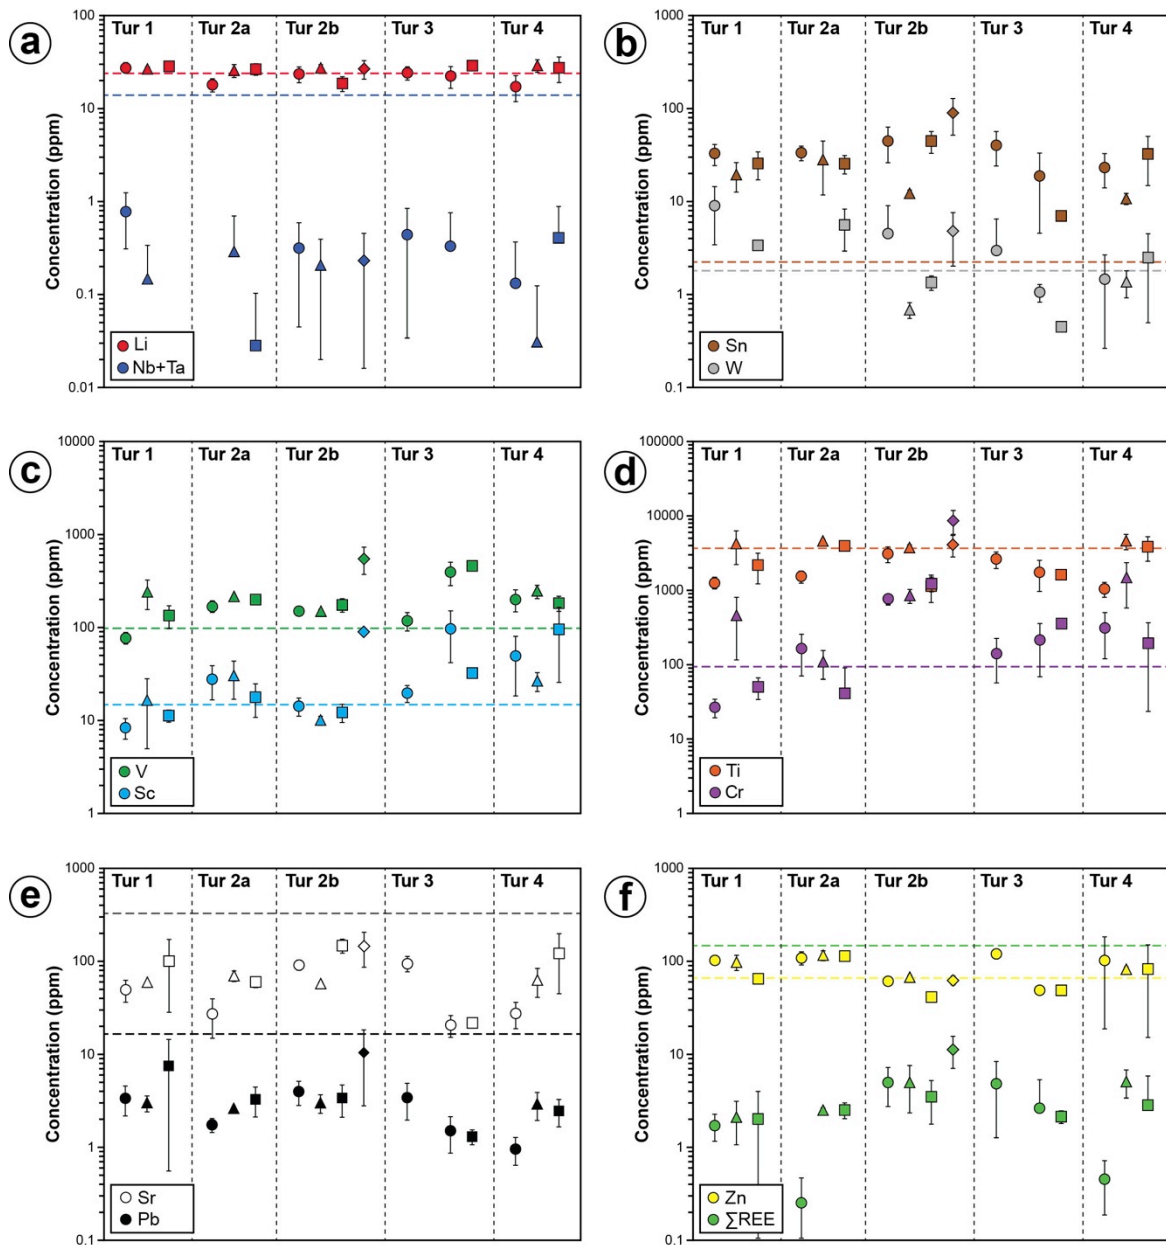 a
Tur 1 Tur 2a Tur 2b Tur 3 Tur 4
100
10
1
0.1
0.01
Concentration (ppm)
Li
Nb+Ta
b
Tur 1 Tur 2a Tur 2b Tur 3 Tur 4
1000
100
10
1
0.1
Concentration (ppm)
Sn
W
c
Tur 1 Tur 2a Tur 2b Tur 3 Tur 4
10000
1000
100
10
1
Concentration (ppm)
V
Sc
d
Tur 1 Tur 2a Tur 2b Tur 3 Tur 4
100000
10000
1000
100
10
1
Concentration (ppm)
Ti
Cr
e
Tur 1 Tur 2a Tur 2b Tur 3 Tur 4
1000
100
10
1
0.1
Concentration (ppm)
Sr
Pb
f
Tur 1 Tur 2a Tur 2b Tur 3 Tur 4
1000
100
10
1
0.1
Concentration (ppm)
Zn
∑REE